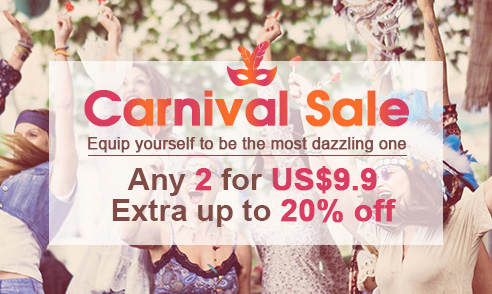 Carnival Sale
Equip yourself to be the most dazzling one
Any 2 for US$9.9
Extra up to 20% off